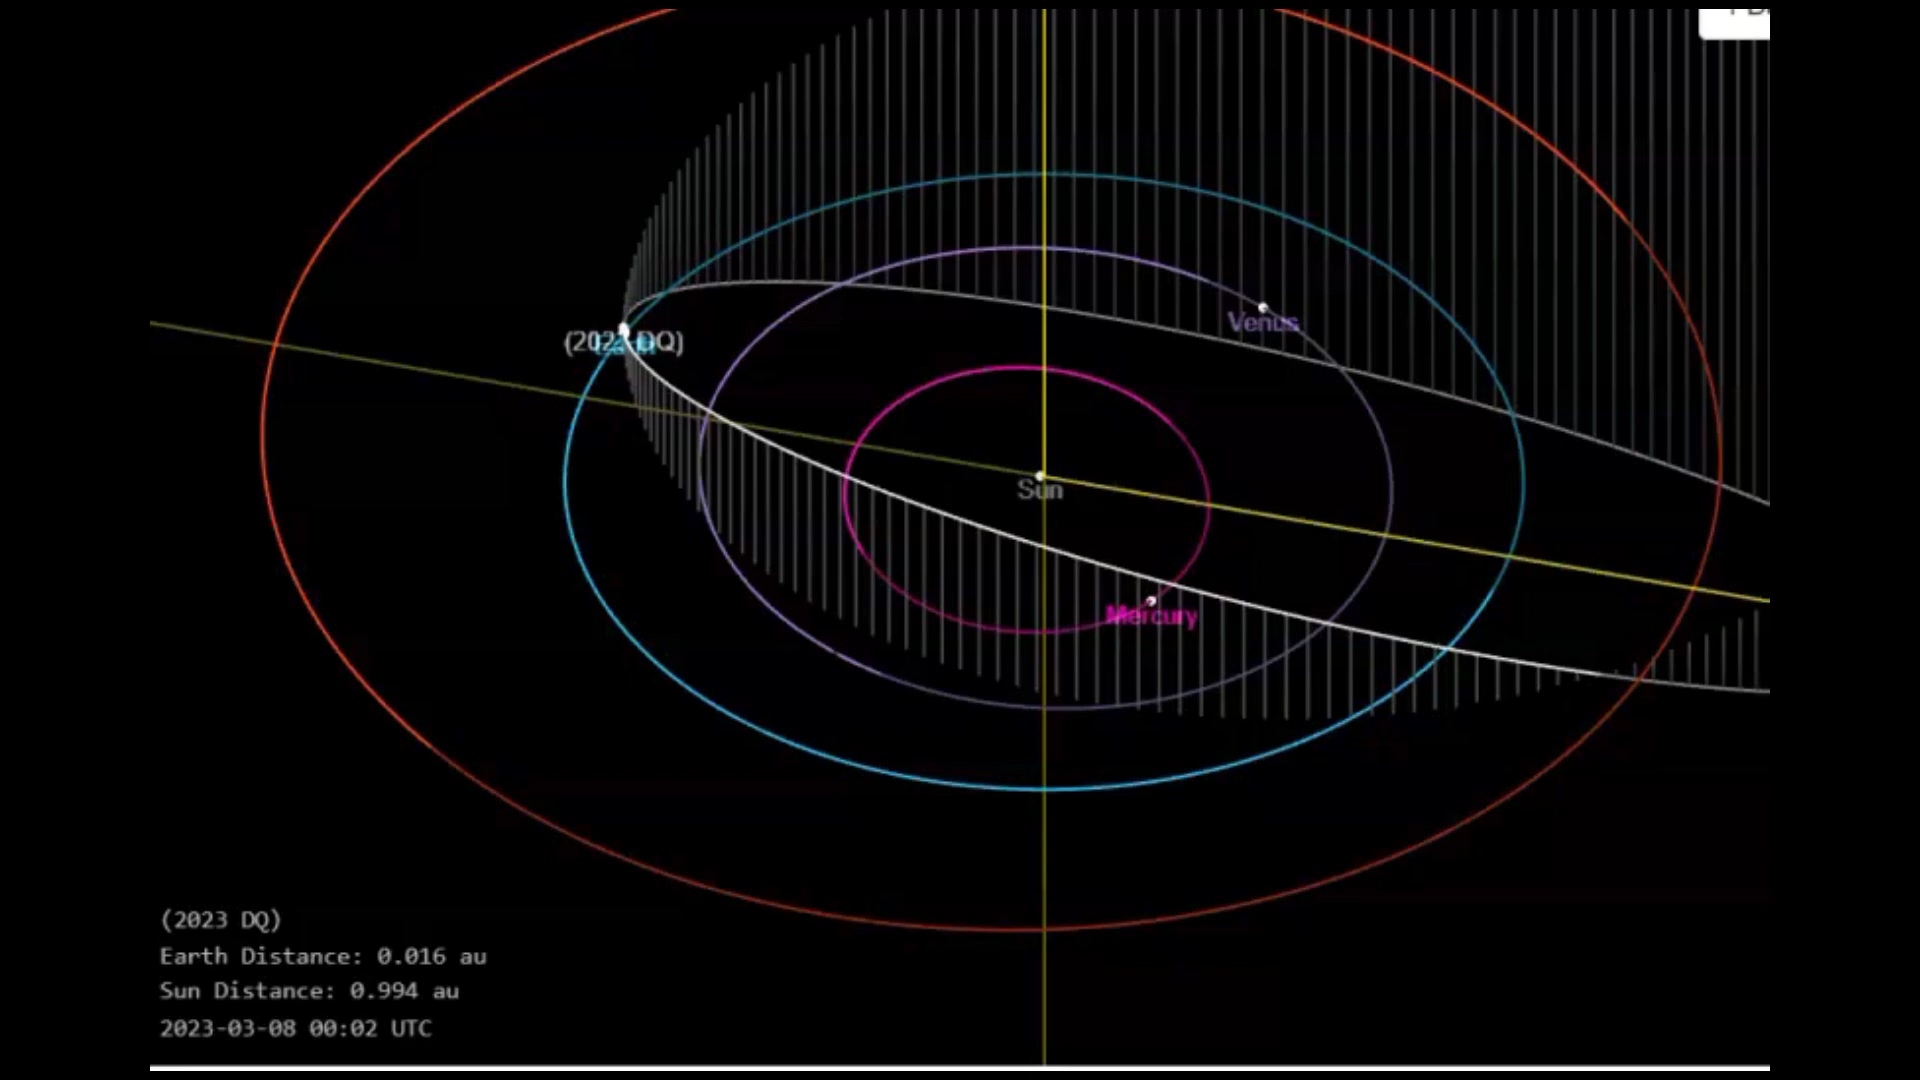 Venus
(2023 DQ)
Sun
Mercury
(2023 DQ)
Earth Distance: 0.016 au
Sun Distance: 0.994 au
2023-03-08 00:02 UTC